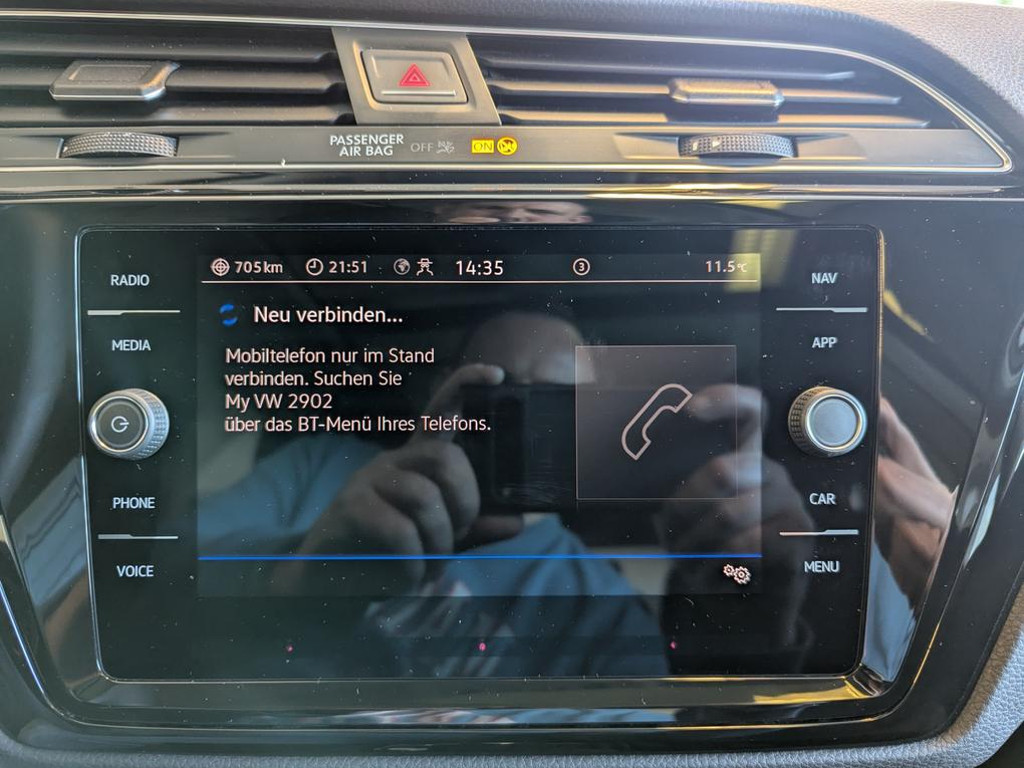 PASSENGER
AIR BAG OFF ON
RADIO
MEDIA
PHONE
VOICE
705km 21:51 14:35 3 11.5°C
Neu verbinden...
Mobiltelefon nur im Stand
verbinden. Suchen Sie
My VW 2902
über das BT-Menü Ihres Telefons.
NAV
APP
CAR
MENU